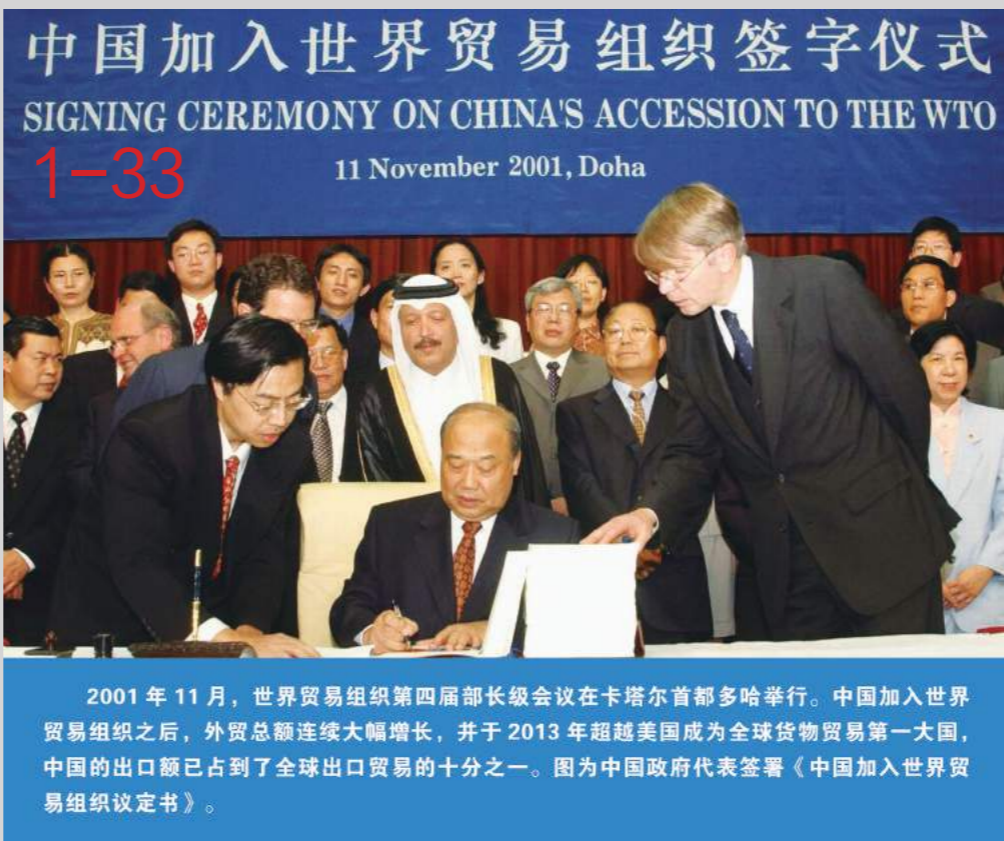 中国加入世界贸易组织签字仪式
SIGNING CEREMONY ON CHINA'S ACCESSION TO THE WTO
1-33
11 November 2001, Doha
2001 年 11 月，世界贸易组织第四届部长级会议在卡塔尔首都多哈举行。中国加入世界
贸易组织之后，外贸总额连续大幅增长，并于 2013 年超越美国成为全球货物贸易第一大国，
中国的出口额已占到了全球出口贸易的十分之一。图为中国政府代表签署《中国加入世界贸
易组织议定书》。